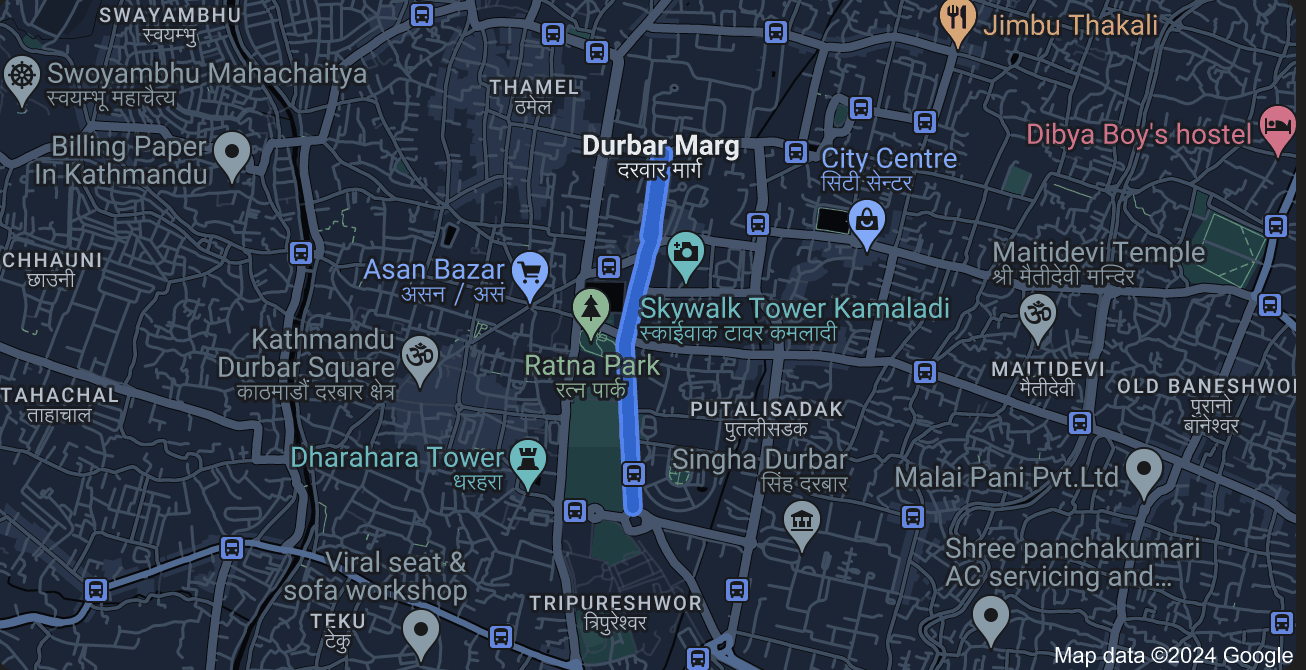 SWAYAMBHU
स्वयम्भु
Jimbu Thakali
Swoyambhu Mahachaitya
स्वयम्भू महाचैत्य
THAMEL
ठमेल
Billing Paper
In Kathmandu
Durbar Marg
दरवार मार्ग
Dibya Boy's hostel
City Centre
सिटी सेन्टर
CHHAUNI
छाउनी
Asan Bazar
असन / असं
Maitidevi Temple
श्री मैतीदेवी मन्दिर
Skywalk Tower Kamaladi
स्काईवाक टावर कमलादी
Kathmandu
Durbar Square
काठमाडौं दरबार क्षेत्र
Ratna Park
रत्न पार्क
MAITIDEVI
मैतीदेवी
OLD BANESHWO
पुरानो
बानेश्वर
TAHACHAL
ताहाचाल
PUTALISADAK
पुतलीसडक
Dharahara Tower
धरहरा
Singha Durbar
सिंह दरबार
Malai Pani Pvt.Ltd
Viral seat &
sofa workshop
Shree panchakumari
AC servicing and...
TEKU
टेकु
TRIPURESHWOR
त्रिपुरेश्वर
Map data ©2024 Google